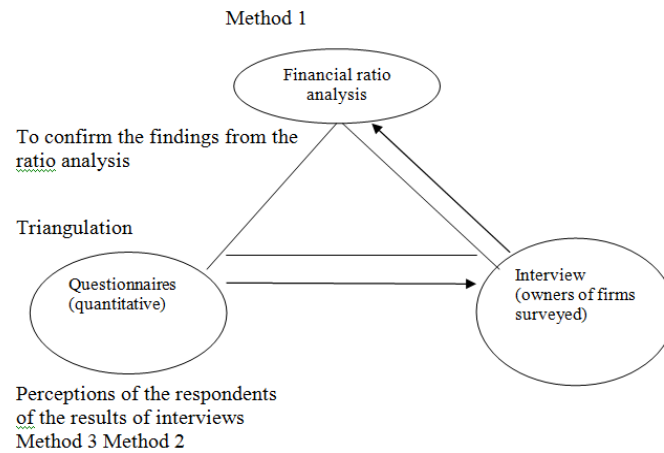 Method 1
Financial ratio
analysis
To confirm the findings from the
ratio analysis
Triangulation
Questionnaires
(quantitative)
Interview
(owners of firms
surveyed)
Perceptions of the respondents
of the results of interviews
Method 3 Method 2